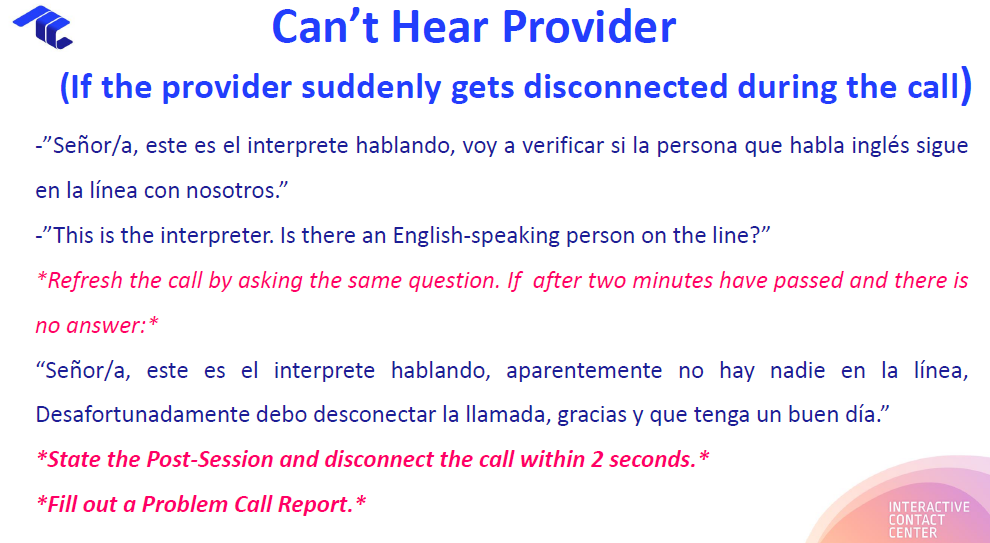 Can’t Hear Provider
(If the provider suddenly gets disconnected during the call)
-”Señor/a, este es el interprete hablando, voy a verificar si la persona que habla inglés sigue
en la línea con nosotros.”
-”This is the interpreter. Is there an English-speaking person on the line?”
*Refresh the call by asking the same question. If  after two minutes have passed and there is
no answer:*
“Señor/a, este es el interprete hablando, aparentemente no hay nadie en la línea,
Desafortunadamente debo desconectar la llamada, gracias y que tenga un buen día.”
*State the Post-Session and disconnect the call within 2 seconds.*
*Fill out a Problem Call Report.*
INTERACTIVE
CONTACT
CENTER